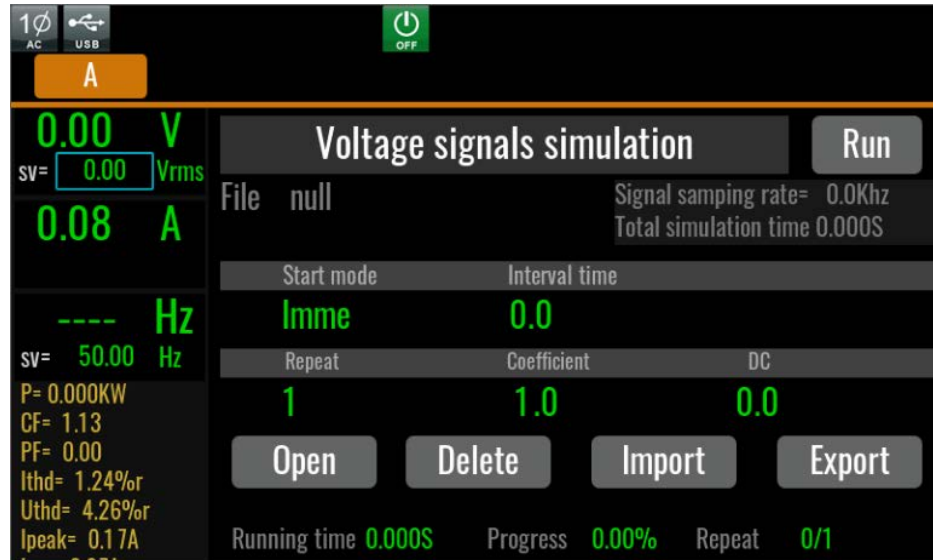 1Ø
AC
USB
OFF
A
0.00 V
sv= 0.00 Vrms
0.08 A
---- Hz
sv= 50.00 Hz
P= 0.000KW
CF= 1.13
PF= 0.00
Ithd= 1.24%r
Uthd= 4.26%r
Ipeak= 0.17A
Voltage signals simulation
Run
File null
Signal samping rate= 0.0Khz
Total simulation time 0.000S
Start mode Interval time
Imme 0.0
Repeat Coefficient DC
1 1.0 0.0
Open Delete Import Export
Running time 0.000S Progress 0.00% Repeat 0/1